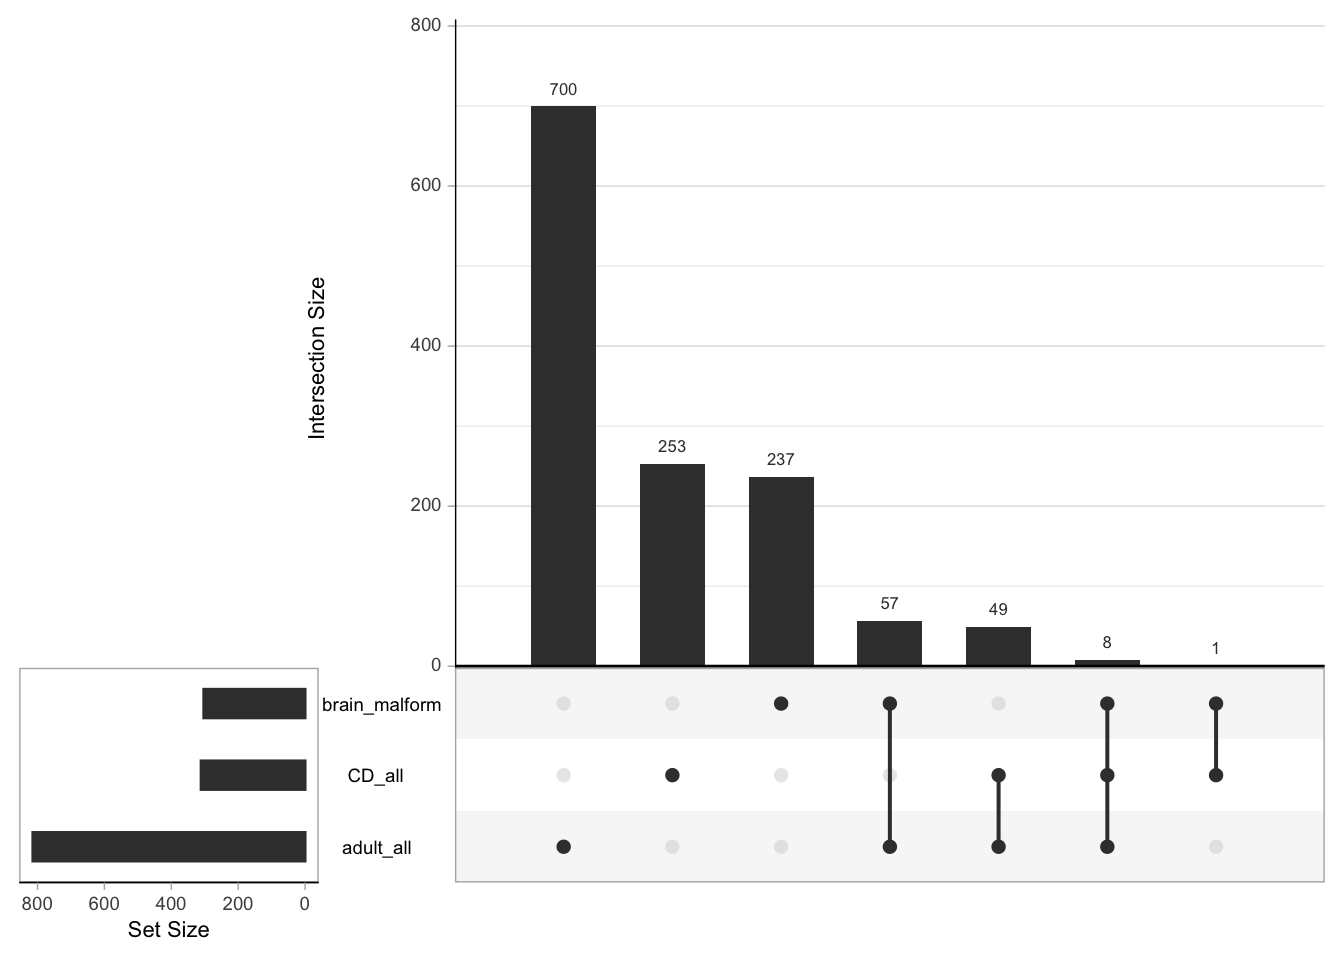 800
700
600
Intersection Size
400
253
237
200
57
49
8
1
0
brain_malform
CD_all
adult_all
800 600 400 200 0
Set Size